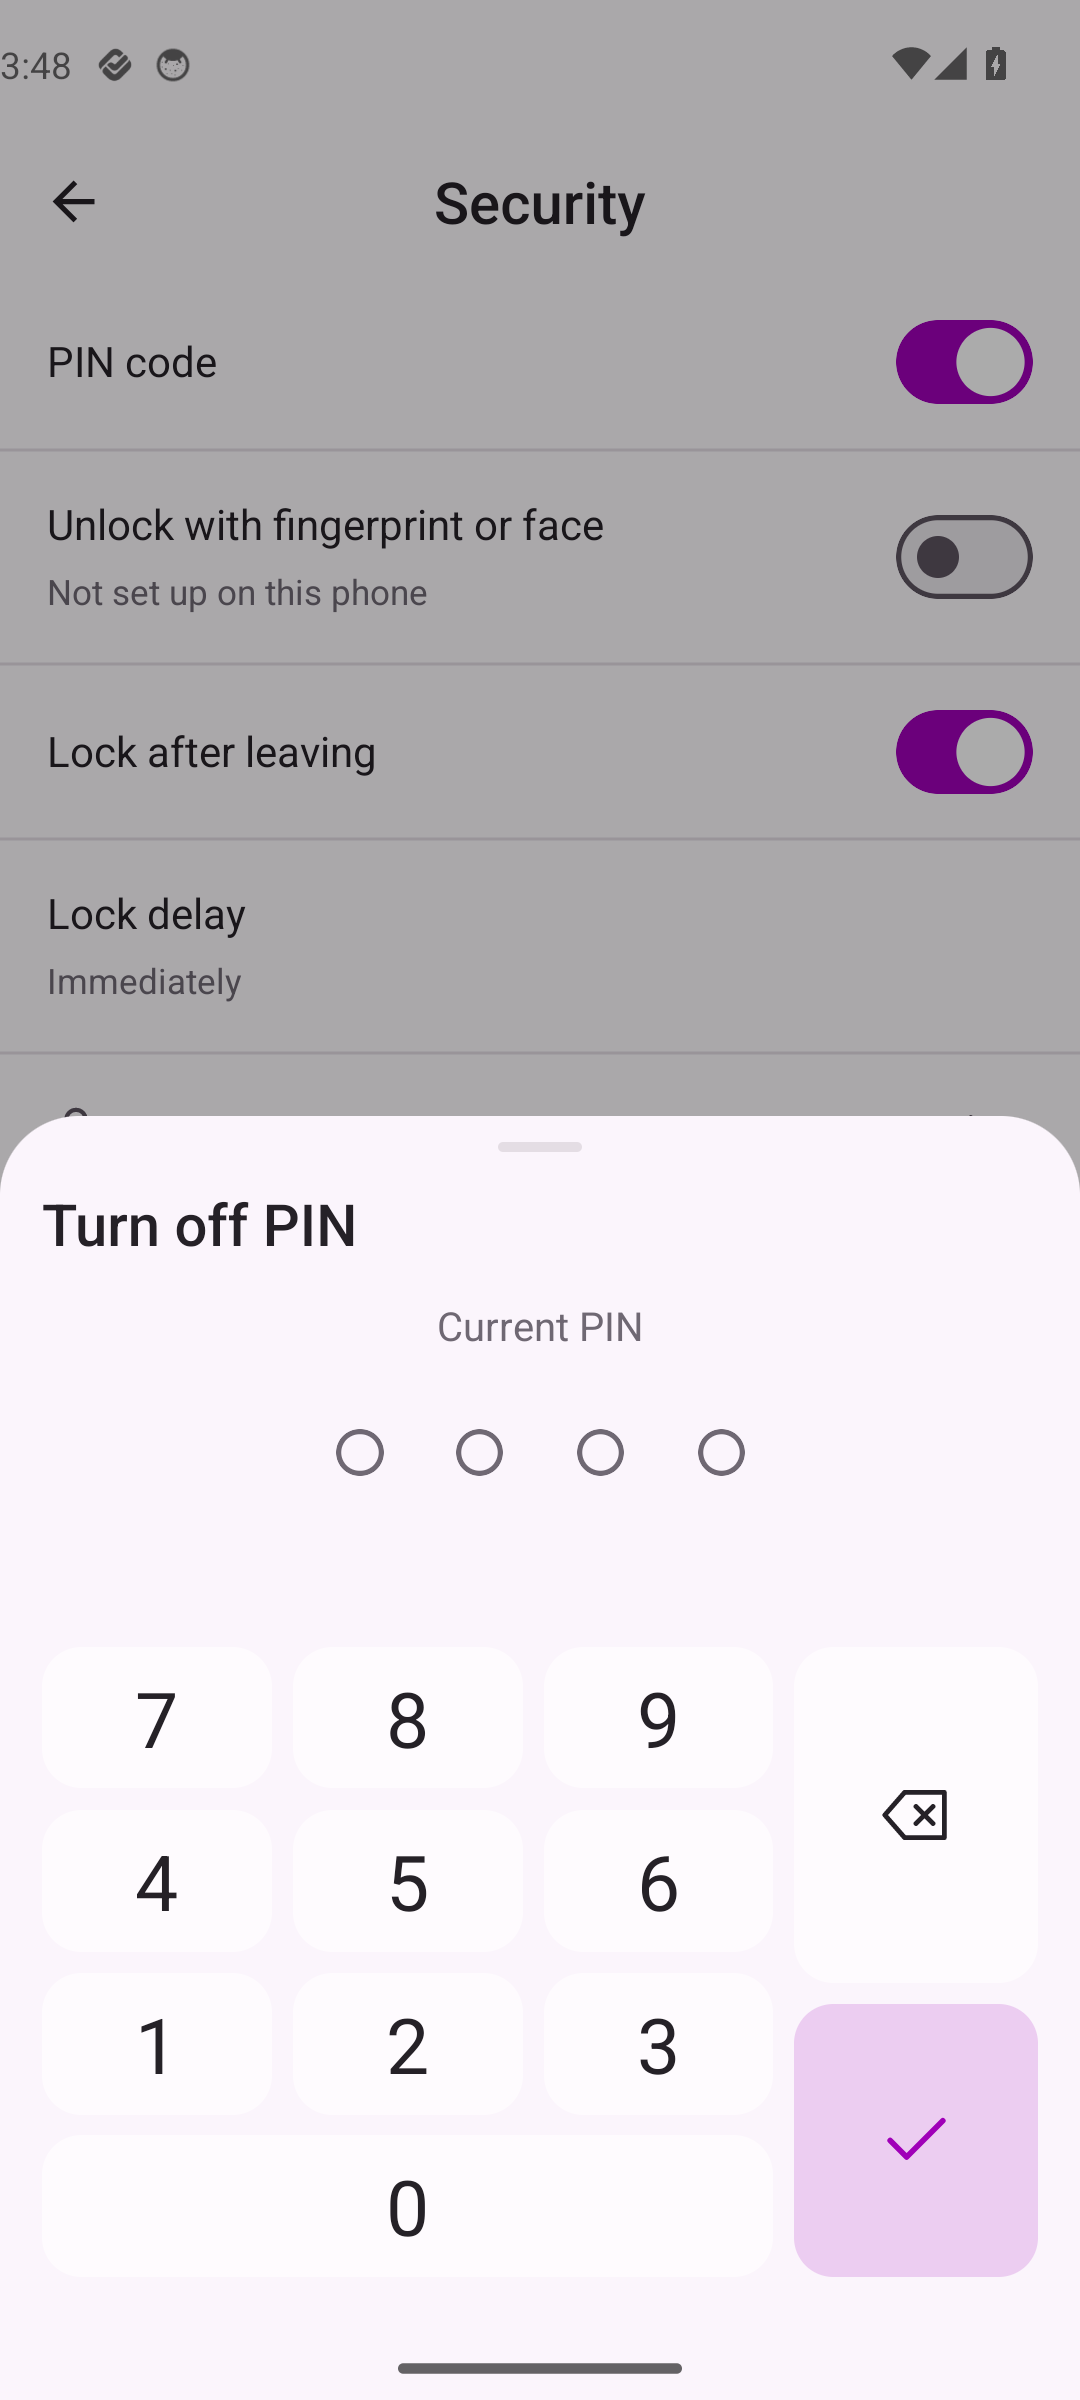 3:48
Security
PIN code
Unlock with fingerprint or face
Not set up on this phone
Lock after leaving
Lock delay
Immediately
Turn off PIN
Current PIN
7 8 9
4 5 6
1 2 3
0